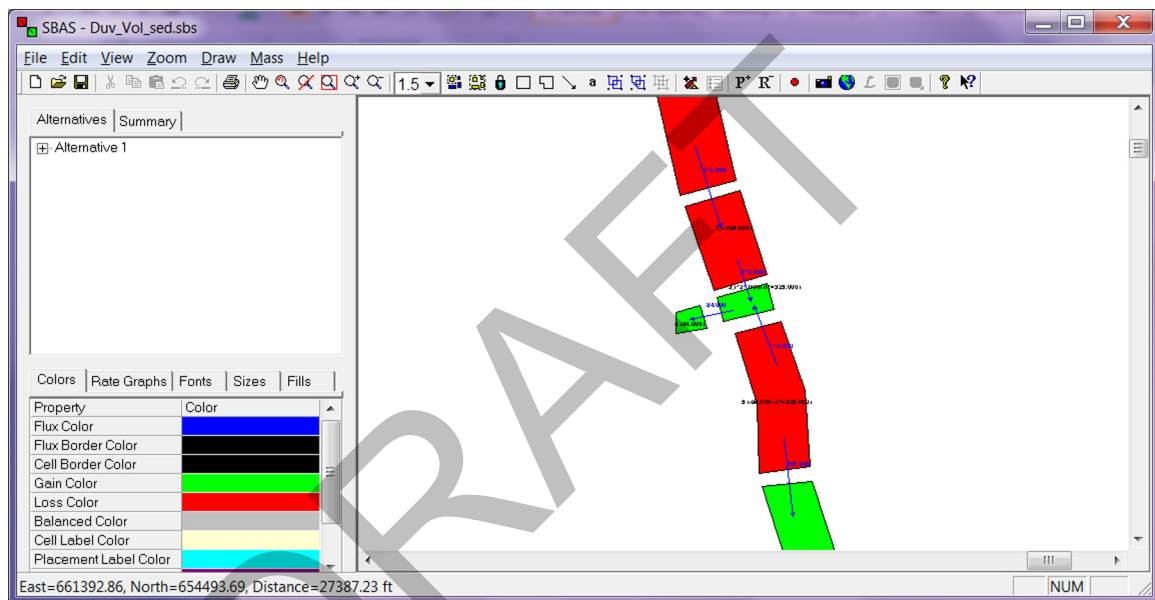 SBAS - Duv_Vol_sed.sbs
File Edit View Zoom Draw Mass Help
1.5
a
P+ R-
Alternatives Summary
Alternative 1
Colors Rate Graphs Fonts Sizes Fills
Property Color
Flux Color
Flux Border Color
Cell Border Color
Gain Color
Loss Color
Balanced Color
Cell Label Color
Placement Label Color
East=661392.86, North=654493.69, Distance=27387.23 ft
NUM
DRAFT